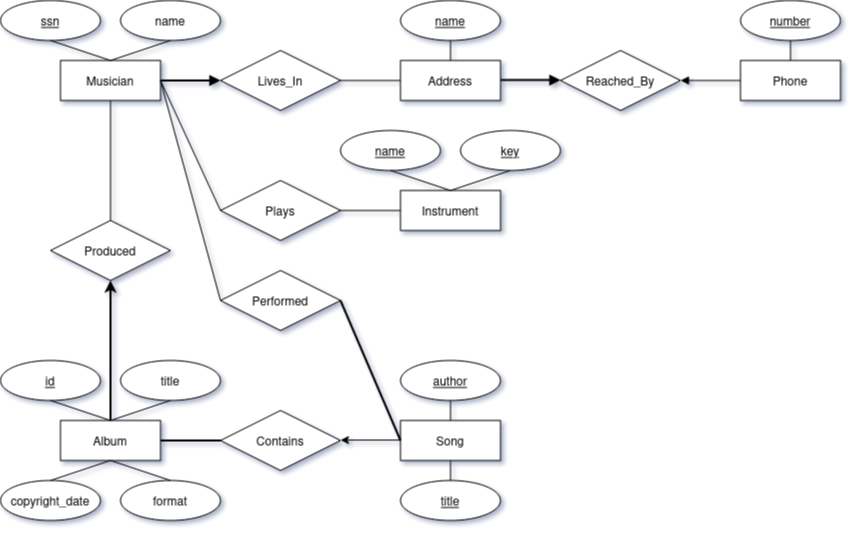 ssn
name
name
number
Musician
Lives_In
Address
Reached_By
Phone
name
key
Plays
Instrument
Produced
Performed
id
title
author
Album
Contains
Song
copyright_date
format
title